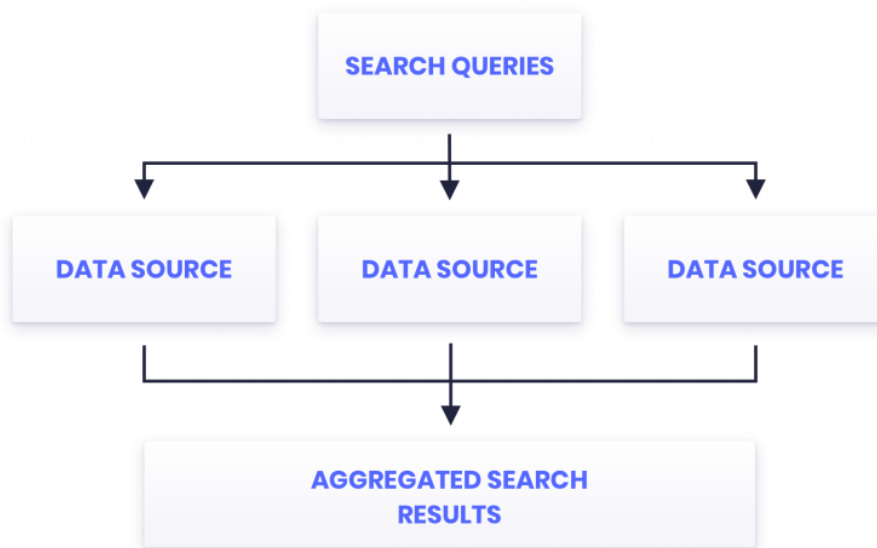 SEARCH QUERIES
DATA SOURCE
DATA SOURCE
DATA SOURCE
AGGREGATED SEARCH
RESULTS